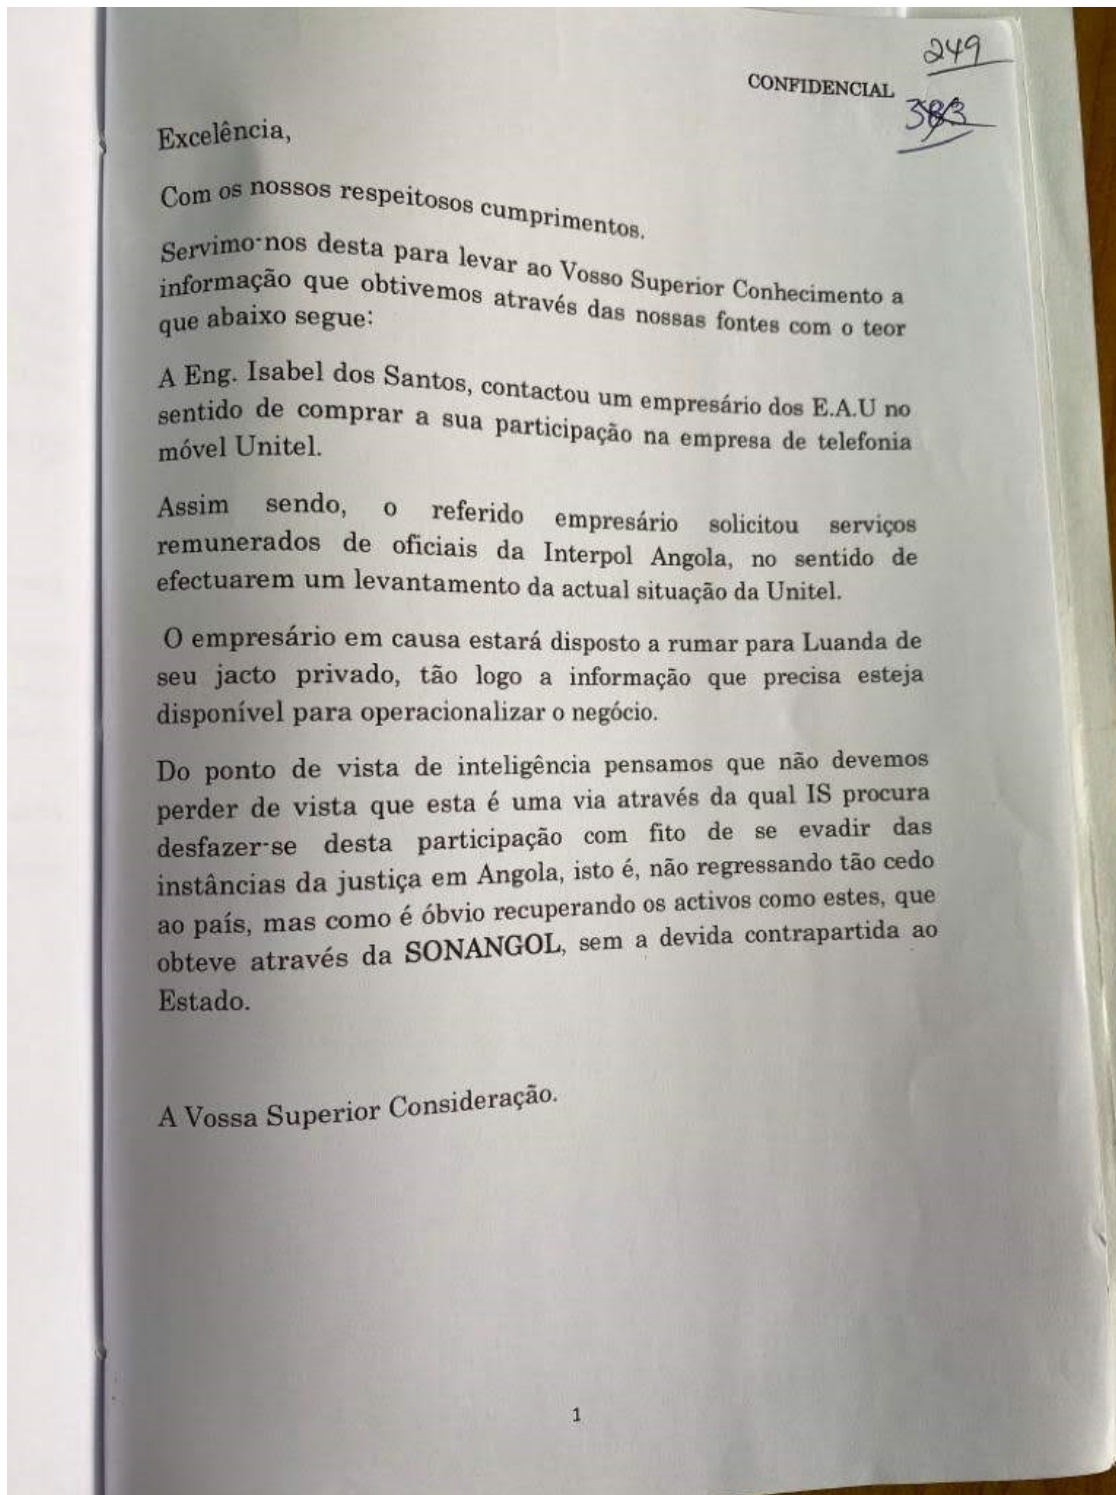 249
CONFIDENCIAL
383
Excelência,
Com os nossos respeitosos cumprimentos.
Servimo-nos desta para levar ao Vosso Superior Conhecimento a
informação que obtivemos através das nossas fontes com o teor
que abaixo segue:
A Eng. Isabel dos Santos, contactou um empresário dos E.A.U no
sentido de comprar a sua participação na empresa de telefonia
móvel Unitel.
Assim sendo, o referido empresário solicitou serviços
remunerados de oficiais da Interpol Angola, no sentido de
efectuarem um levantamento da actual situação da Unitel.
O empresário em causa estará disposto a rumar para Luanda de
seu jacto privado, tão logo a informação que precisa esteja
disponível para operacionalizar o negócio.
Do ponto de vista de inteligência pensamos que não devemos
perder de vista que esta é uma via através da qual IS procura
desfazer-se desta participação com fito de se evadir das
instâncias da justiça em Angola, isto é, não regressando tão cedo
ao país, mas como é óbvio recuperando os activos como estes, que
obteve através da SONANGOL, sem a devida contrapartida ao
Estado.
A Vossa Superior Consideração.
1